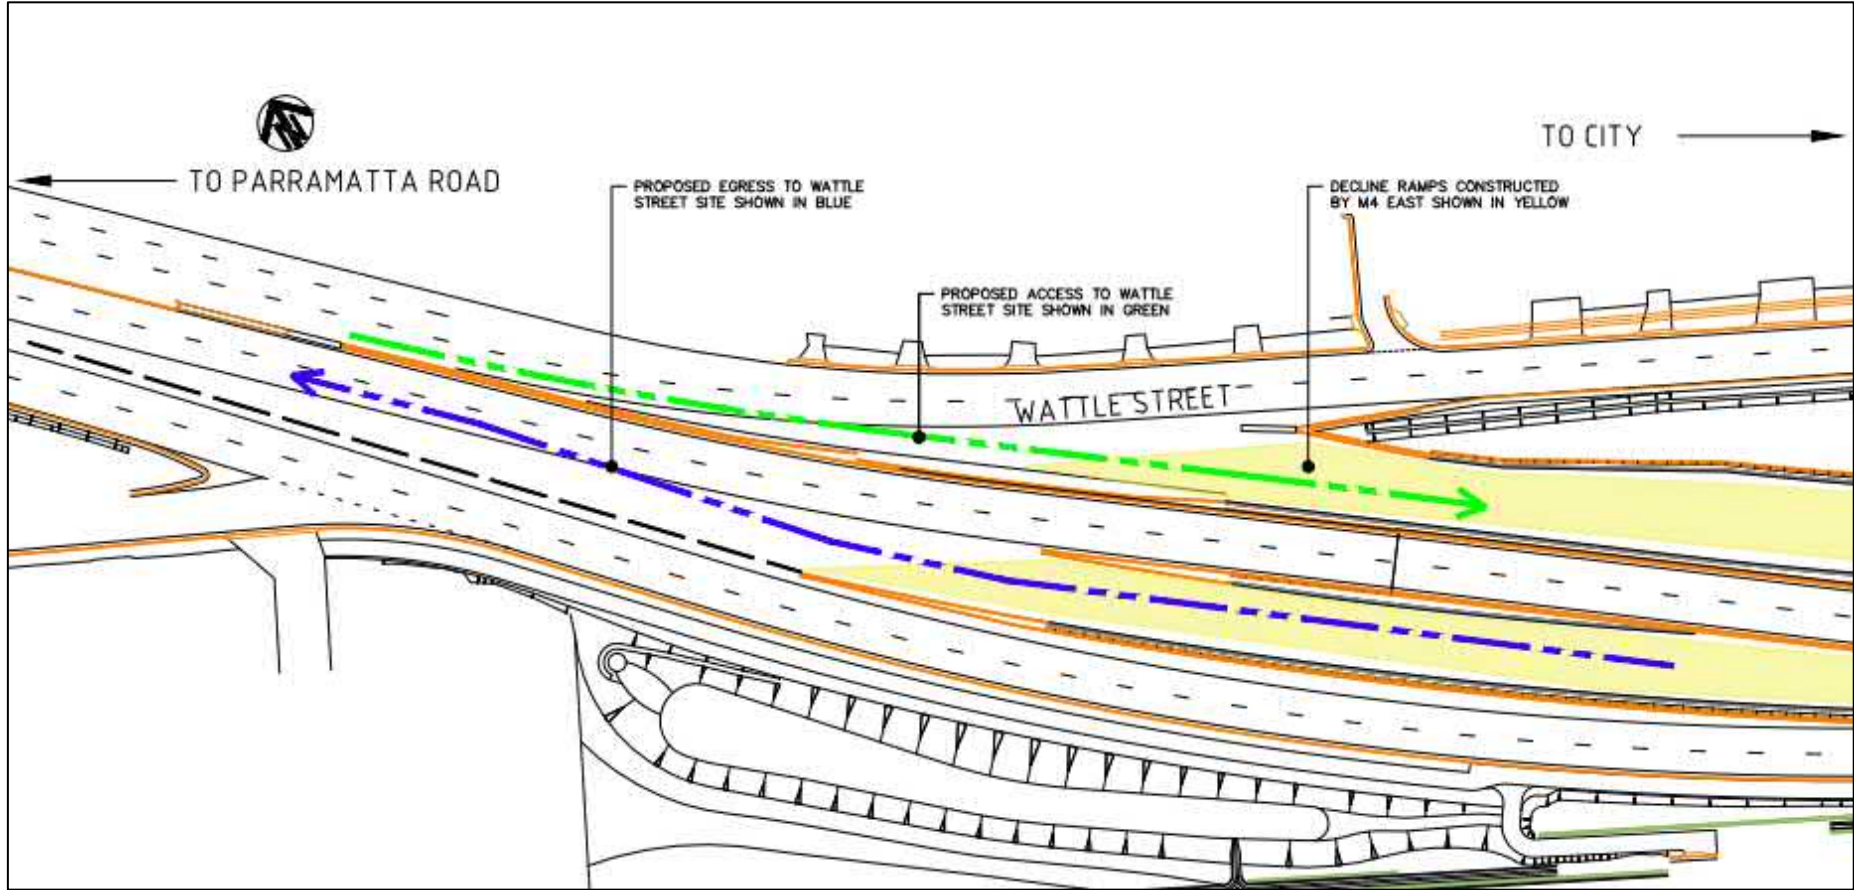 TO CITY
TO PARRAMATTA ROAD
PROPOSED EGRESS TO WATTLE
STREET SITE SHOWN IN BLUE
DECLINE RAMPS CONSTRUCTED
BY M4 EAST SHOWN IN YELLOW
PROPOSED ACCESS TO WATTLE
STREET SITE SHOWN IN GREEN
WATTLE STREET